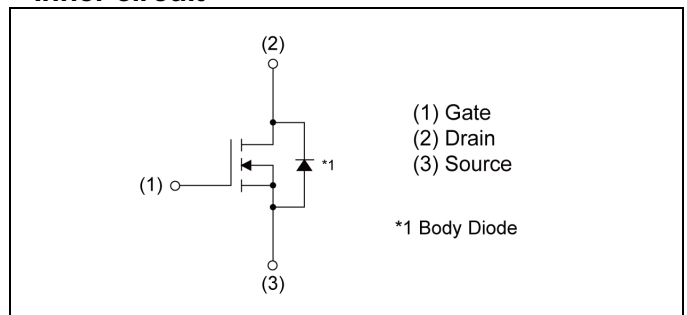 (2)
(1) Gate
(2) Drain
(3) Source
*1
(1)
*1 Body Diode
(3)